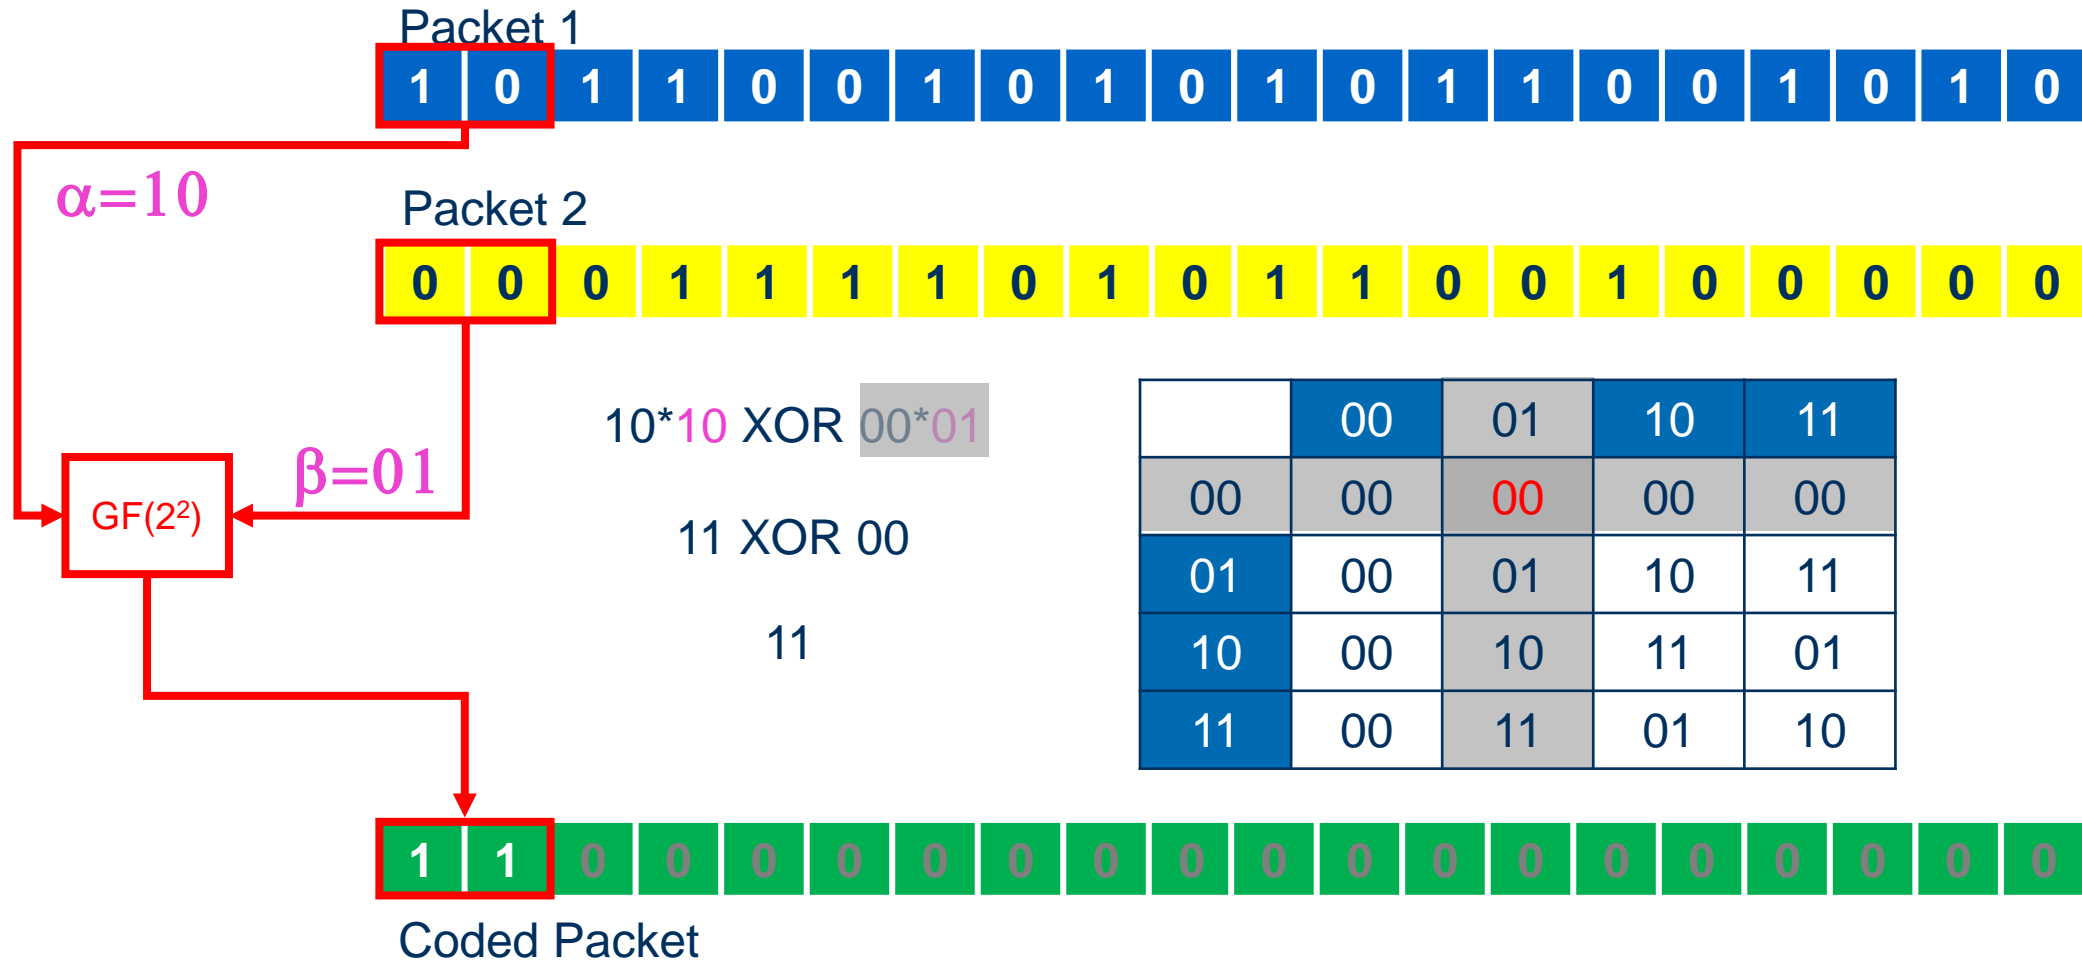 Packet 1
1 0 1 1 0 0 1 0 1 0 1 0 1 1 0 0 1 0 1 0
α=10
Packet 2
0 0 0 1 1 1 1 0 1 0 1 1 0 0 1 0 0 0 0 0
10*10 XOR 00*01
β=01
GF(2²)
11 XOR 00
11
00 01 10 11
00 00 00 00 00
01 00 01 10 11
10 00 10 11 01
11 00 11 01 10
1 1 0 0 0 0 0 0 0 0 0 0 0 0 0 0 0 0 0 0
Coded Packet